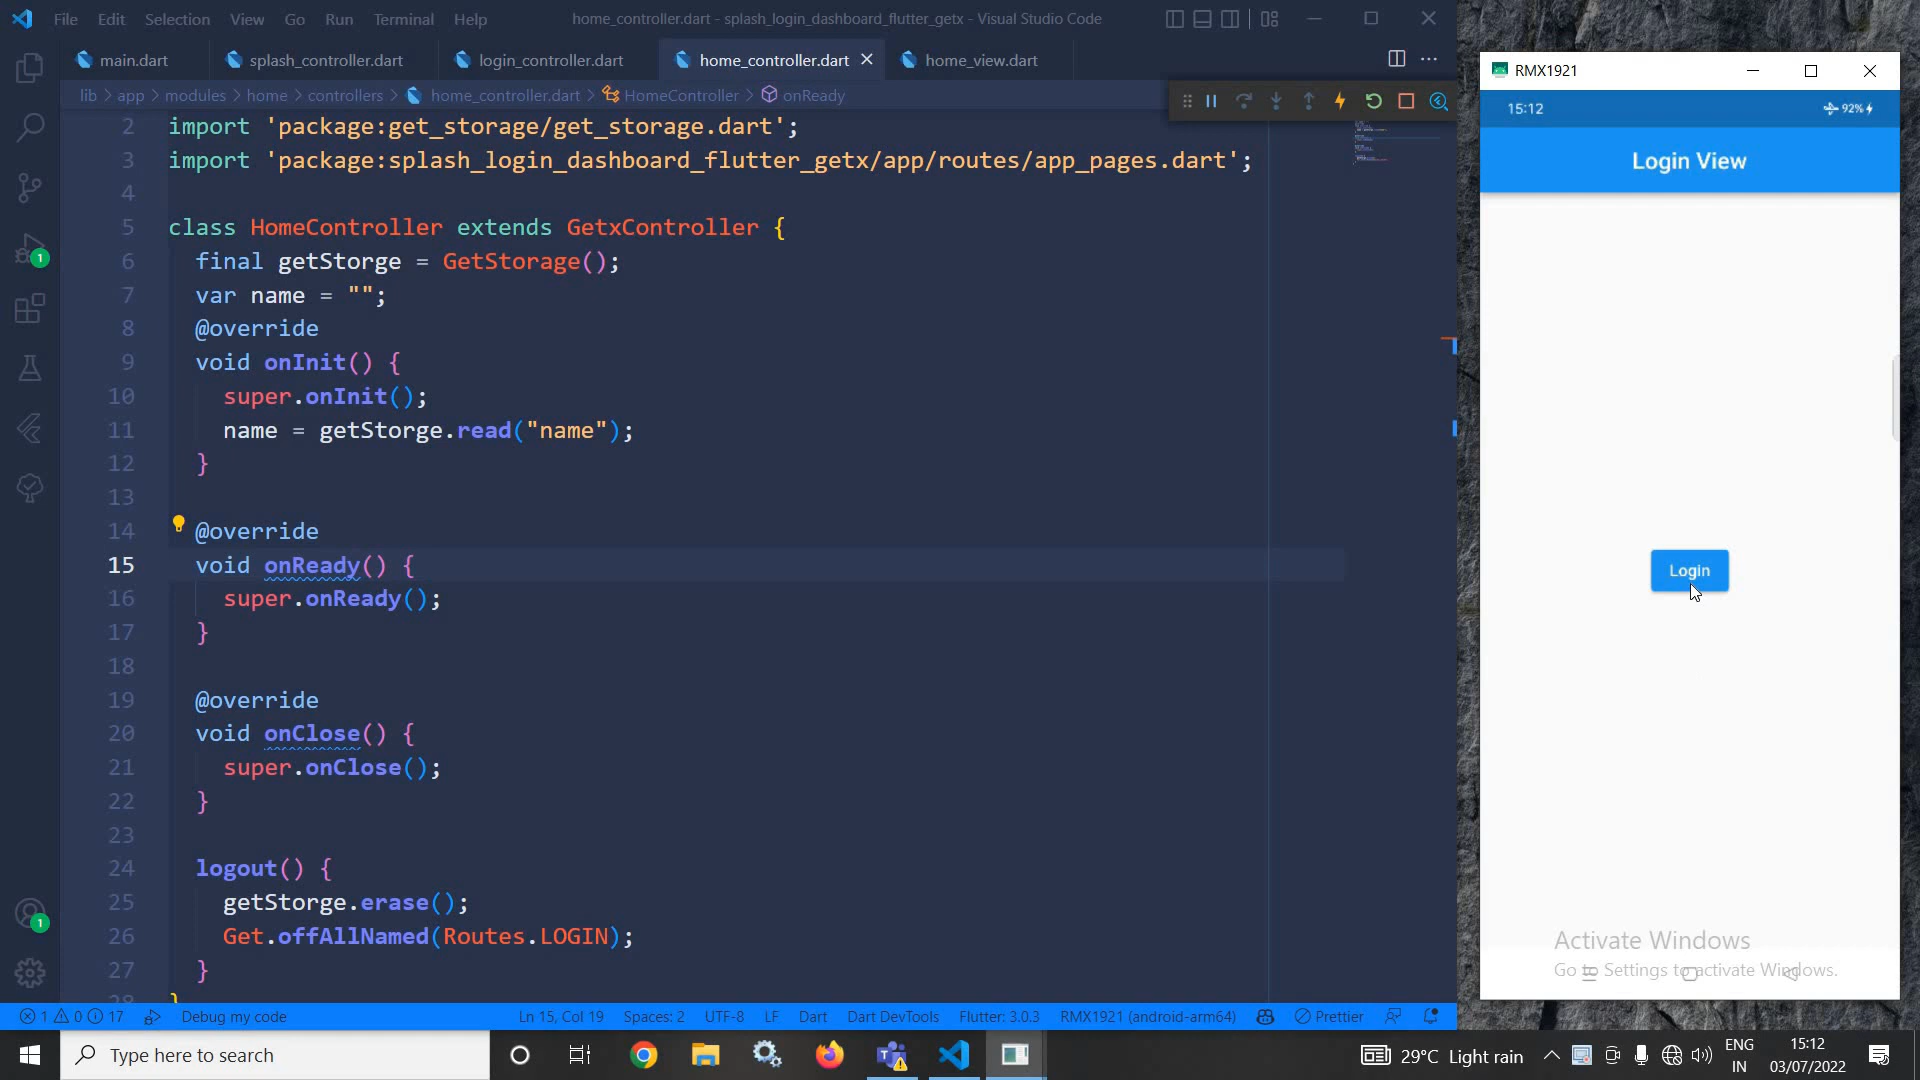 File Edit Selection View Go Run Terminal Help
home_controller.dart - splash_login_dashboard_flutter_getx - Visual Studio Code
main.dart
splash_controller.dart
login_controller.dart
home_controller.dart
home_view.dart
lib > app > modules > home > controllers > home_controller.dart > HomeController > onReady
2 import 'package:get_storage/get_storage.dart';
3 import 'package:splash_login_dashboard_flutter_getx/app/routes/app_pages.dart';
4
5 class HomeController extends GetxController {
6 final getStorge = GetStorage();
7 var name = "";
8 @override
9 void onInit() {
10 super.onInit();
11 name = getStorge.read("name");
12 }
13
14 @override
15 void onReady() {
16 super.onReady();
17 }
18
19 @override
20 void onClose() {
21 super.onClose();
22 }
23
24 logout() {
25 getStorge.erase();
26 Get.offAllNamed(Routes.LOGIN);
27 }
28 }
1
1
1 0 17 Debug my code
Ln 15, Col 19 Spaces: 2 UTF-8 LF Dart Dart DevTools Flutter: 3.0.3 RMX1921 (android-arm64) Prettier
RMX1921
15:12
92%
Login View
Login
Activate Windows
Go to Settings to activate Windows.
Type here to search
29°C Light rain
ENG
IN
15:12
03/07/2022